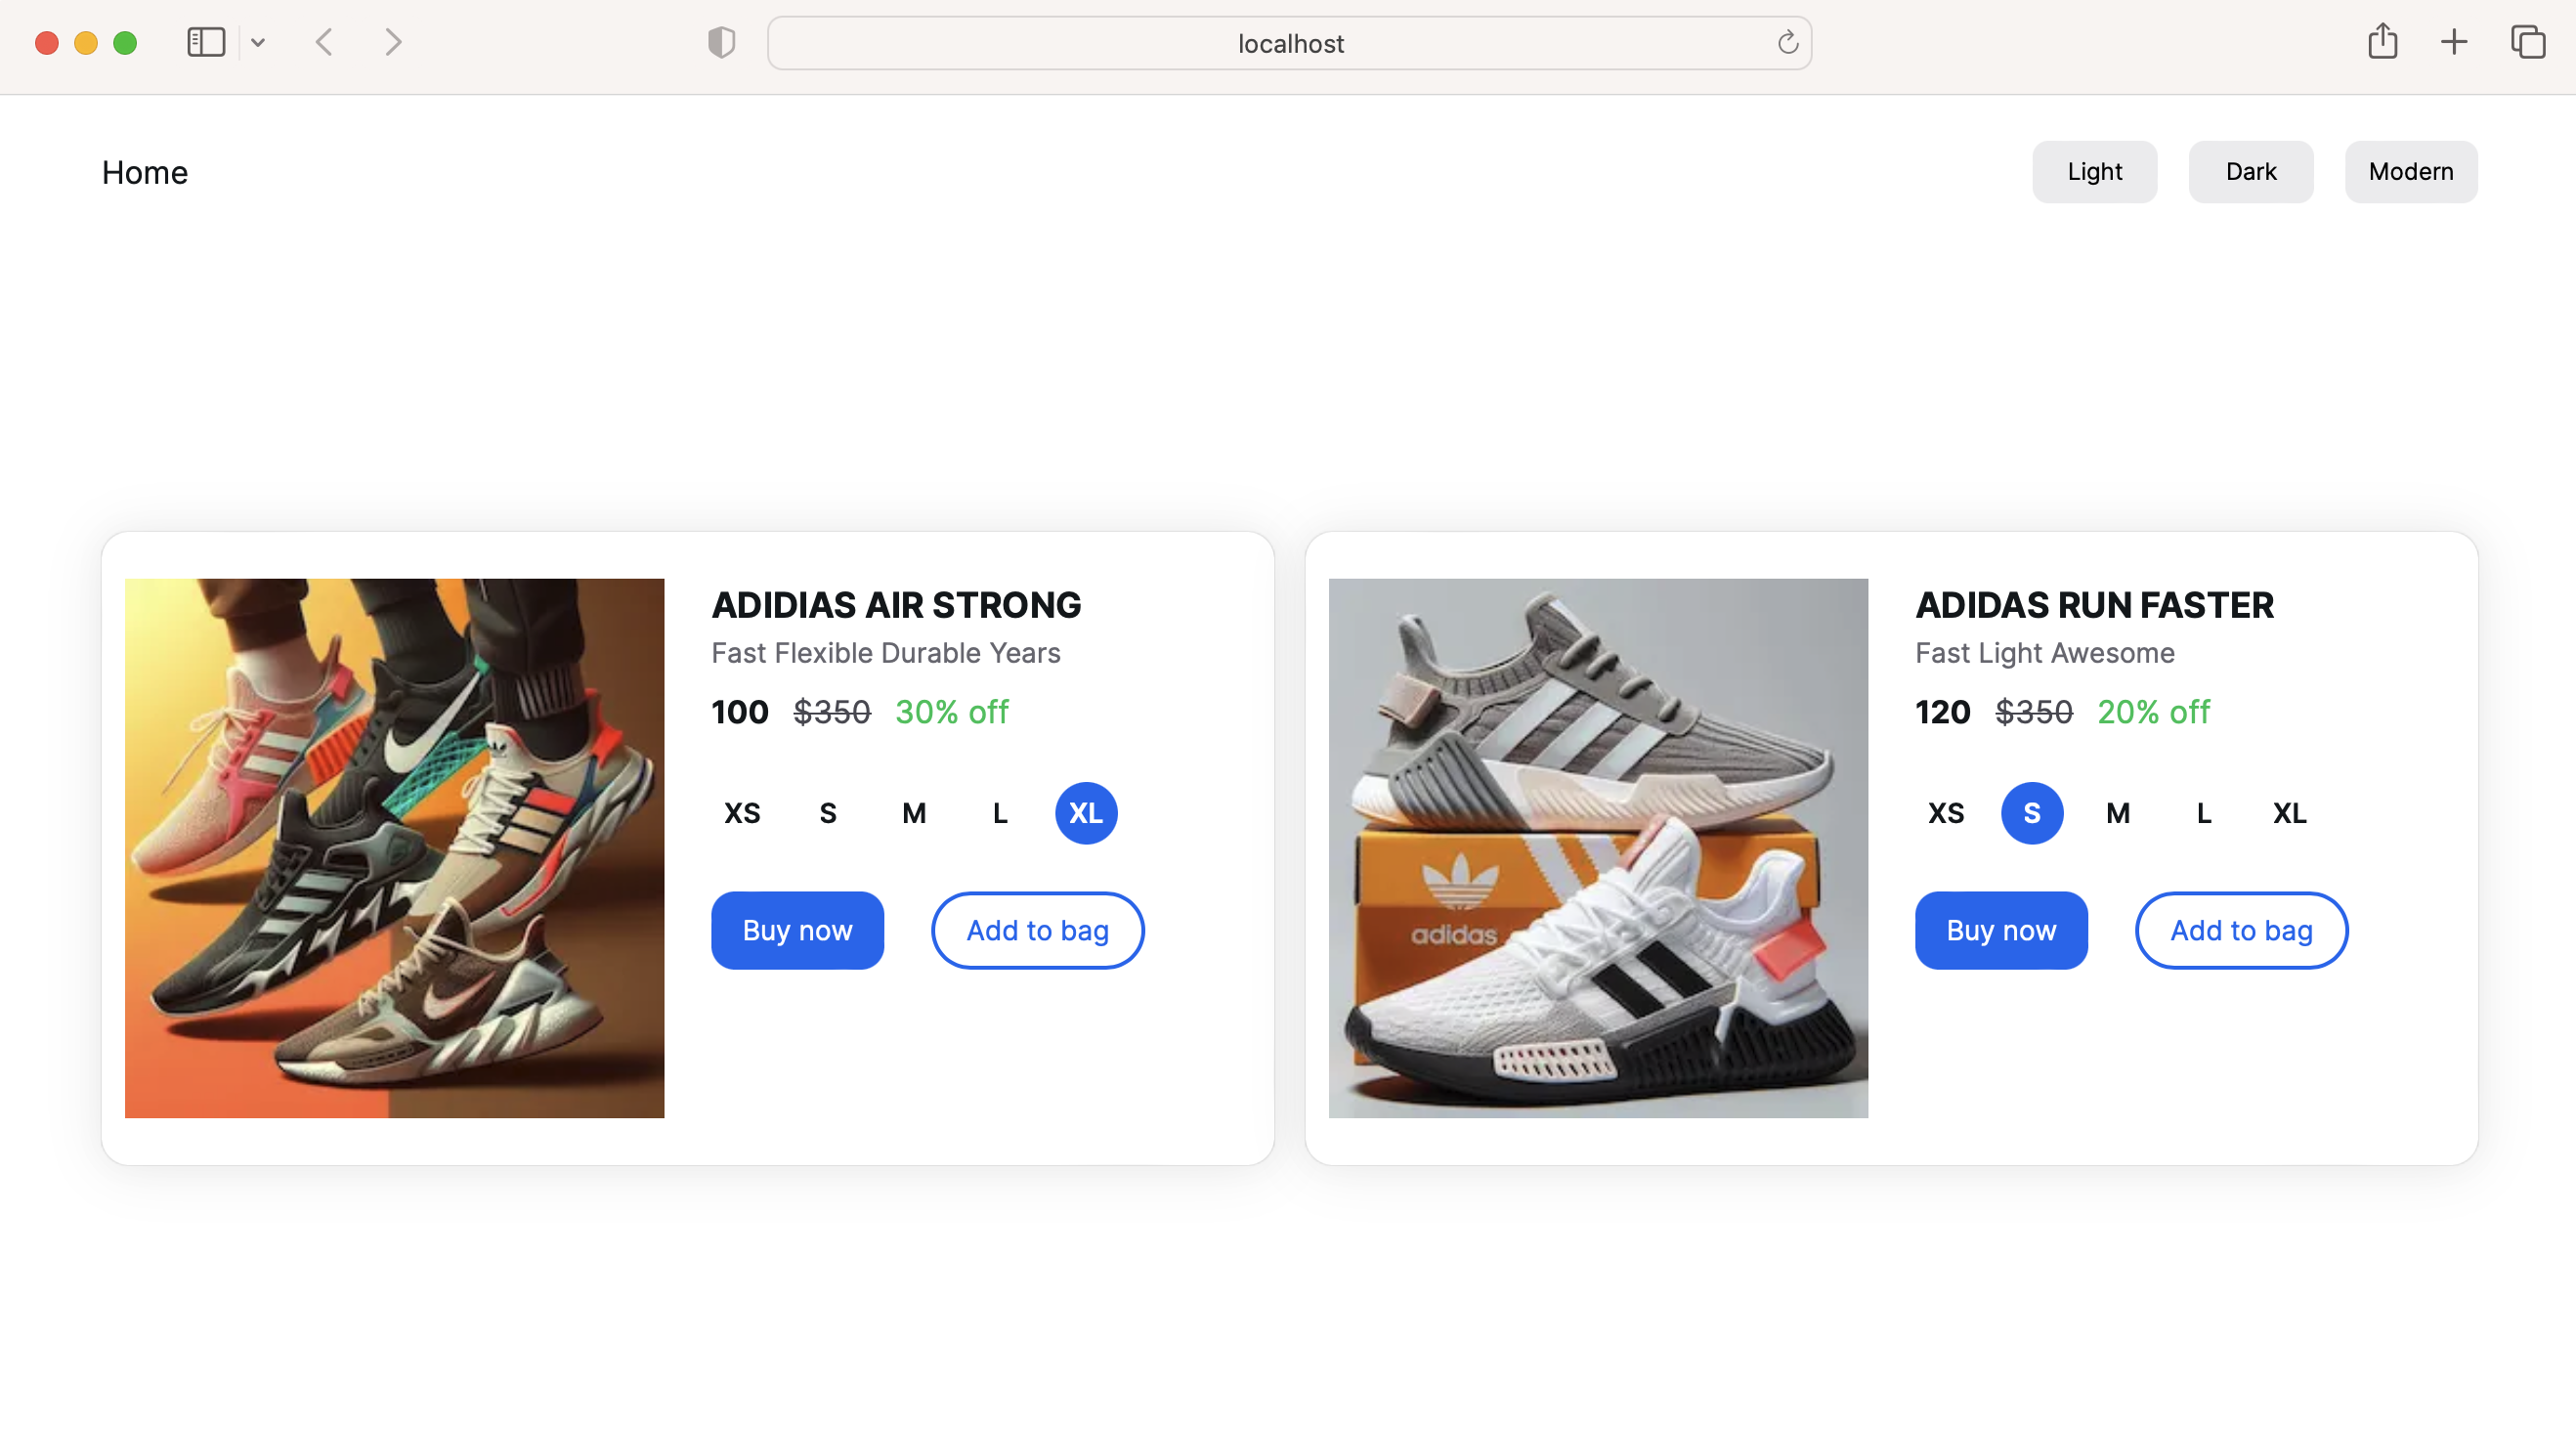 localhost
Home
Light Dark Modern
ADIDIAS AIR STRONG
Fast Flexible Durable Years
100 $350 30% off
XS S M L XL
Buy now Add to bag
adidas
ADIDAS RUN FASTER
Fast Light Awesome
120 $350 20% off
XS S M L XL
Buy now Add to bag